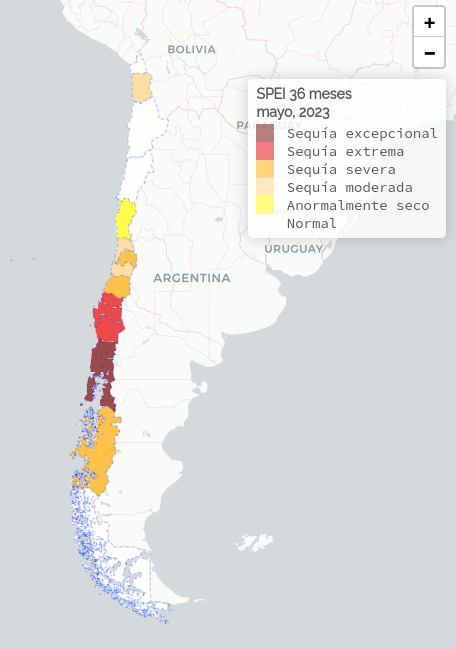 +
BOLIVIA
−
SPEI 36 meses
mayo, 2023
PARAGUAY
Sequía excepcional
Sequía extrema
Sequía severa
Sequía moderada
Anormalmente seco
Normal
URUGUAY
ARGENTINA